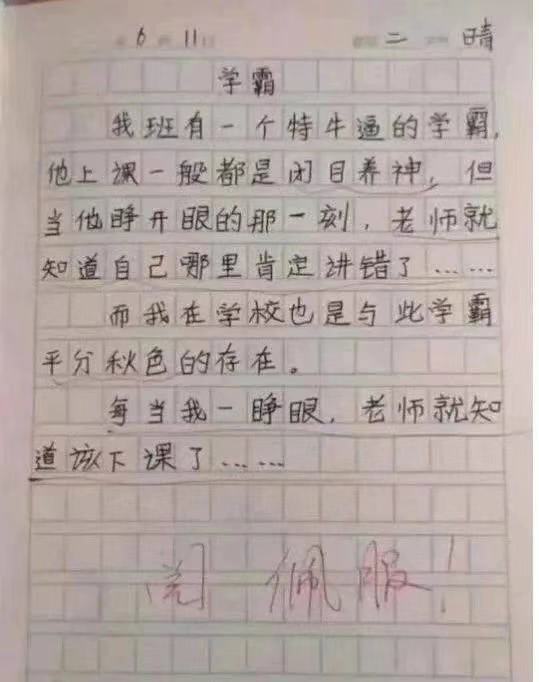 6 11日 二 晴
学霸
我班有一个特牛逼的学霸,
他上课一般都是闭目养神,但
当他睁开眼的那一刻,老师就
知道自己哪里肯定讲错了……
而我在学校也是与此学霸
平分秋色的存在。
每当我一睁眼,老师就知
道该下课了……
阅 佩服!